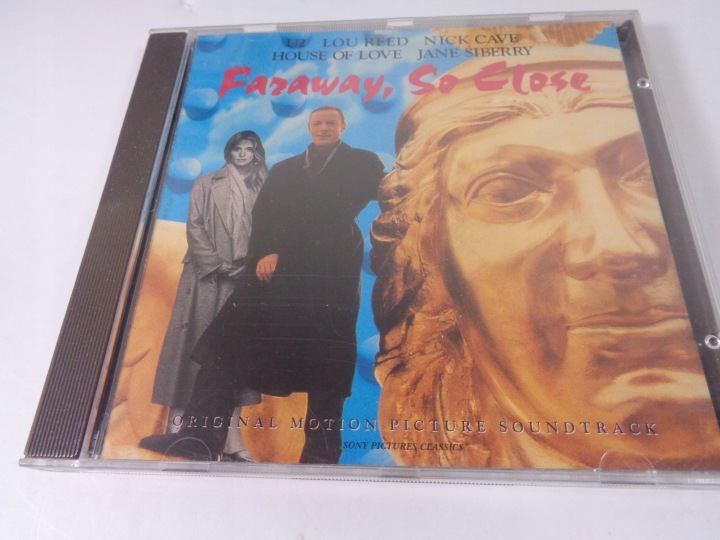 U2 LOU REED NICK CAVE
HOUSE OF LOVE JANE SIBERRY
Faraway, So Close
ORIGINAL MOTION PICTURE SOUNDTRACK
SONY PICTURES CLASSICS